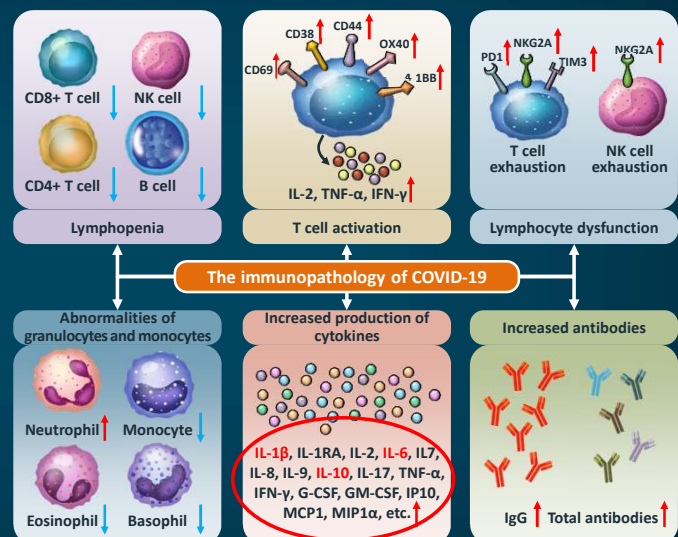 CD8+ T cell
NK cell
CD4+ T cell
B cell
Lymphopenia
CD69
CD38
CD44
OX40
1BB
IL-2, TNF-α, IFN-γ
T cell activation
PD1
NKG2A
TIM3
NKG2A
T cell
exhaustion
NK cell
exhaustion
Lymphocyte dysfunction
The immunopathology of COVID-19
Abnormalities of
granulocytes and monocytes
Neutrophil
Monocyte
Eosinophil
Basophil
Increased production of
cytokines
IL-1β, IL-1RA, IL-2, IL-6, IL7,
IL-8, IL-9, IL-10, IL-17, TNF-α,
IFN-γ, G-CSF, GM-CSF, IP10,
MCP1, MIP1α, etc.
Increased antibodies
IgG
Total antibodies